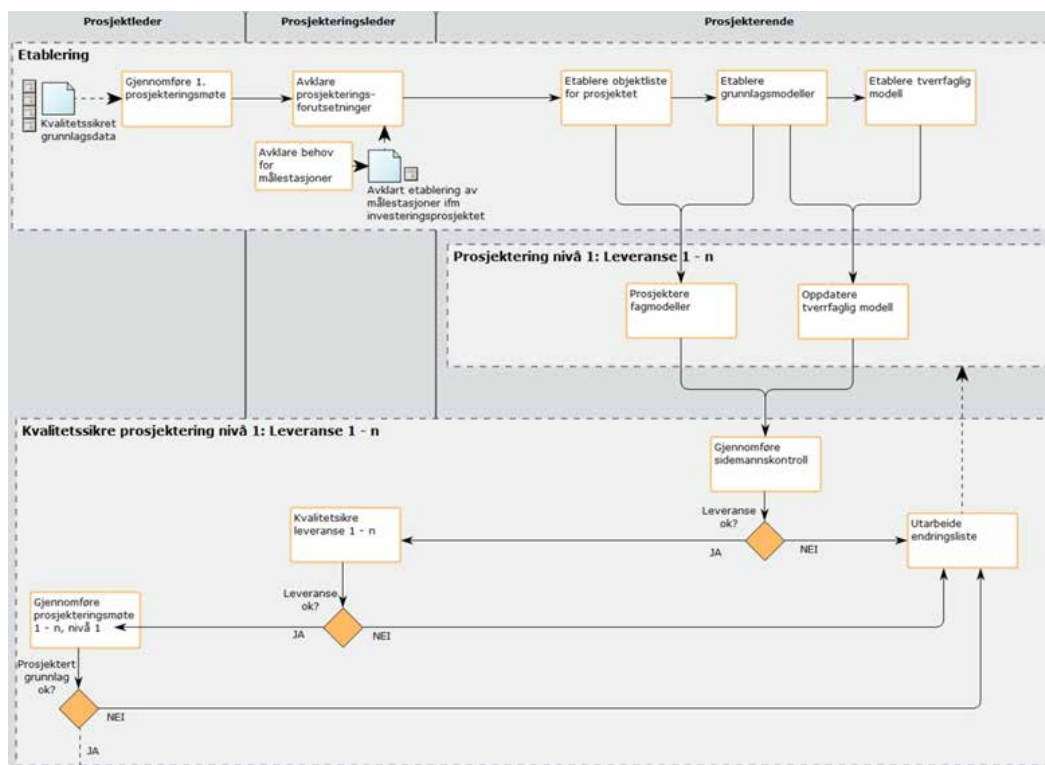 Prosjektleder
Prosjekteringsleder
Prosjekterende
Etablering
Kvalitetssikret
grunnlagsdata
Gjennomføre 1.
prosjekteringsmøte
Avklare
prosjekterings-
forutsetninger
Etablere objektliste
for prosjektet
Etablere
grunnlagsmodeller
Etablere tverrfaglig
modell
Avklare behov
for
målestasjoner
Avklart etablering av
målestasjoner ifm
investeringsprosjektet
Prosjektering nivå 1: Leveranse 1 - n
Prosjektere
fagmodeller
Oppdatere
tverrfaglig modell
Kvalitetssikre prosjektering nivå 1: Leveranse 1 - n
Gjennomføre
sidemannskontroll
Leveranse
ok?
JA
NEI
Utarbeide
endringsliste
Kvalitetsikre
leveranse 1 - n
Leveranse
ok?
JA
NEI
Gjennomføre
prosjekteringsmøte
1 - n, nivå 1
Prosjektert
grunnlag
ok?
NEI
JA